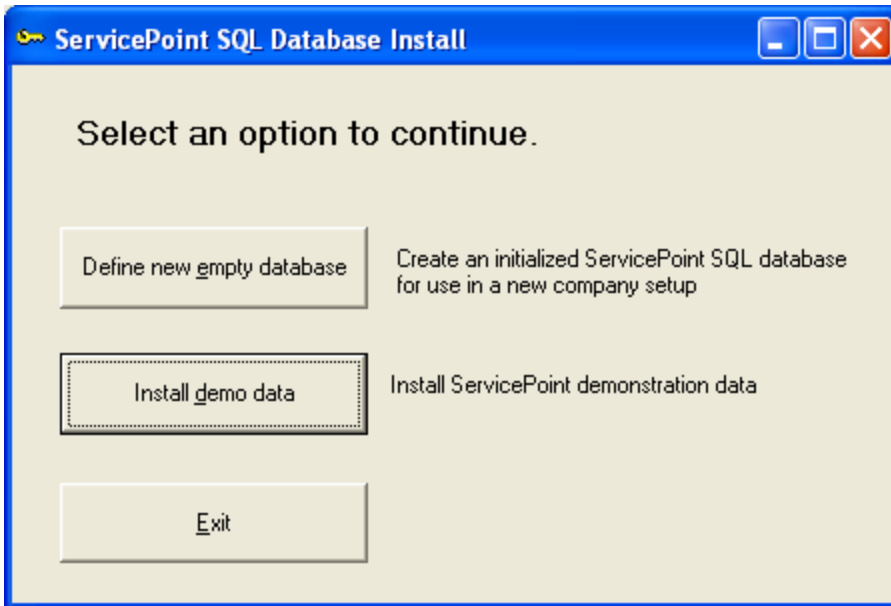 ServicePoint SQL Database Install
Select an option to continue.
Define new empty database
Create an initialized ServicePoint SQL database
for use in a new company setup
Install demo data
Install ServicePoint demonstration data
Exit